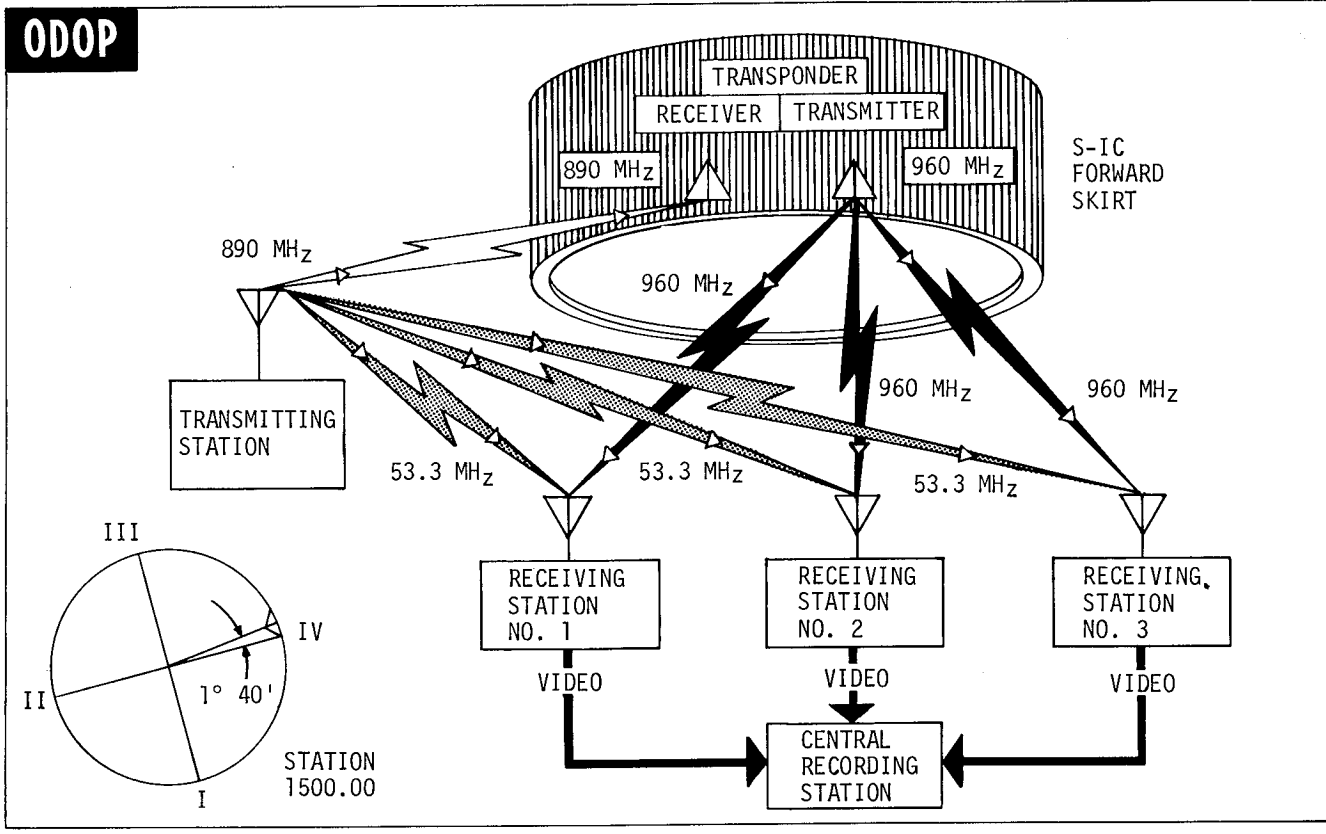 ODOP
TRANSPONDER
RECEIVER
TRANSMITTER
890 MHz
960 MHz
S-IC
FORWARD
SKIRT
890 MHz
960 MHz
960 MHz
960 MHz
TRANSMITTING
STATION
53.3 MHz
53.3 MHz
53.3 MHz
III
IV
II
I
1° 40'
STATION
1500.00
RECEIVING
STATION
NO. 1
RECEIVING
STATION
NO. 2
RECEIVING
STATION
NO. 3
VIDEO
VIDEO
VIDEO
CENTRAL
RECORDING
STATION